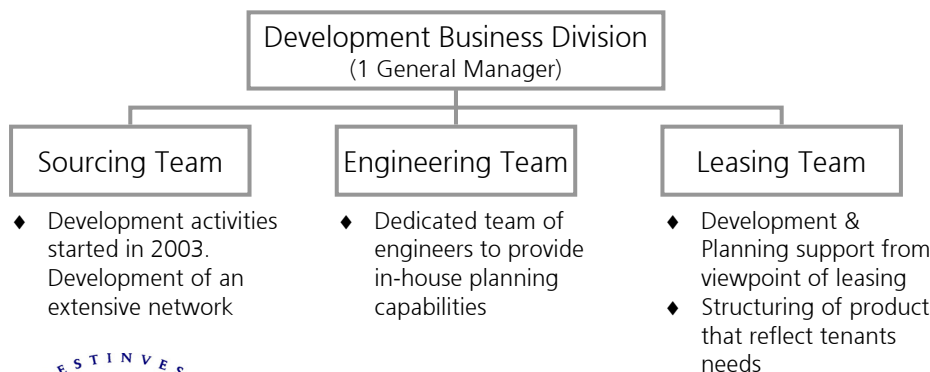 Development Business Division
(1 General Manager)
Sourcing Team
Engineering Team
Leasing Team
♦ Development activities
started in 2003.
Development of an
extensive network
♦ Dedicated team of
engineers to provide
in-house planning
capabilities
♦ Development &
Planning support from
viewpoint of leasing
♦ Structuring of product
that reflect tenants
needs